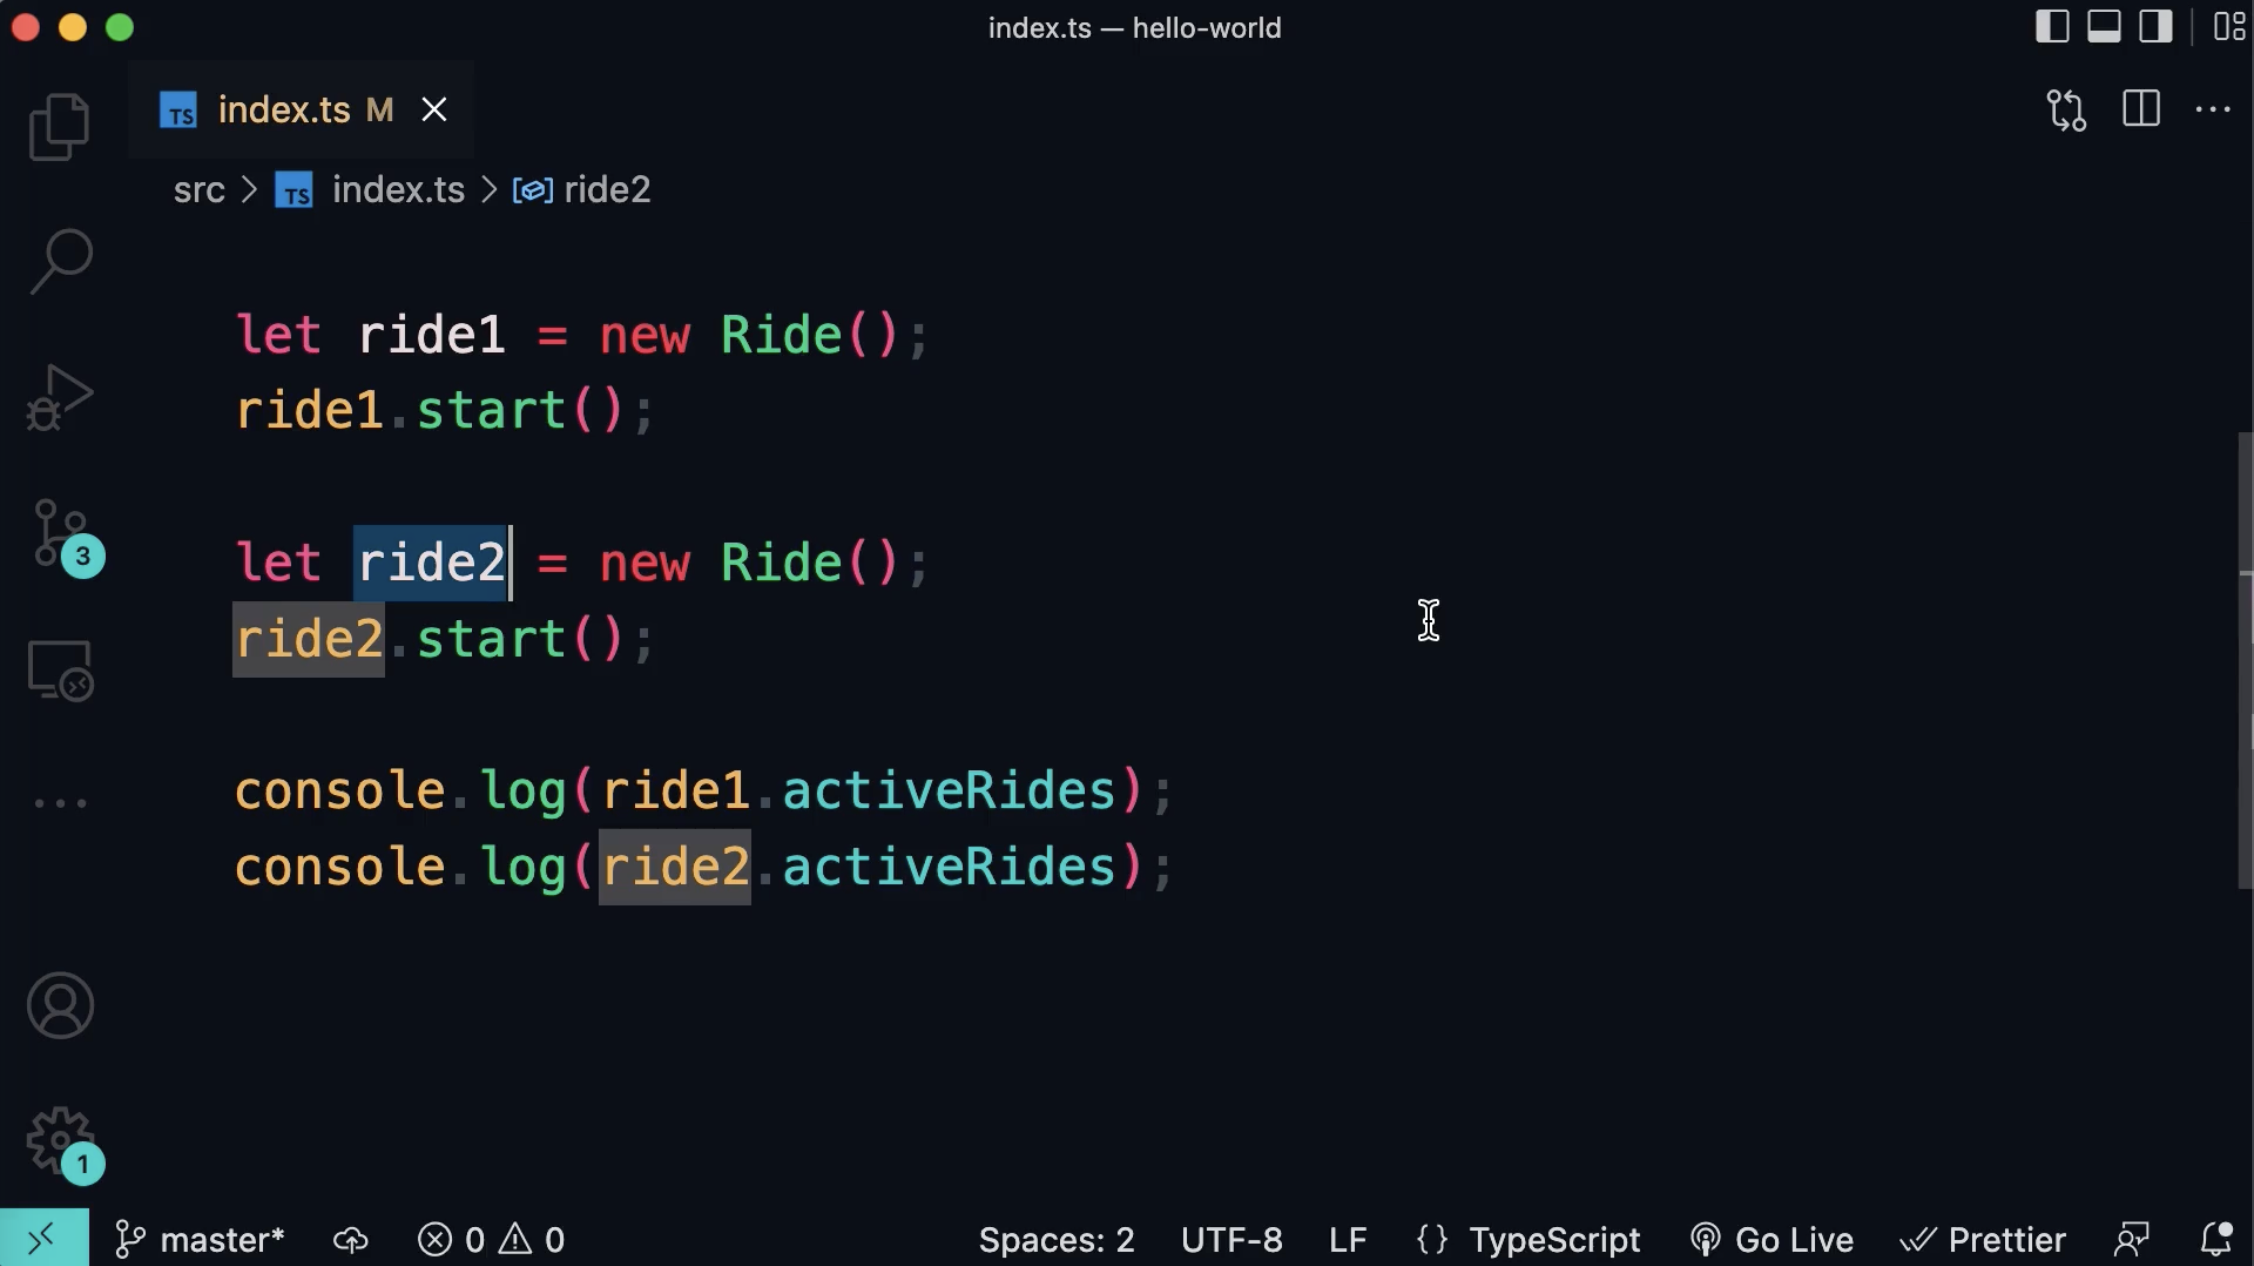 index.ts — hello-world
TS index.ts M
src > TS index.ts > ride2
let ride1 = new Ride();
ride1.start();
let ride2 = new Ride();
ride2.start();
console.log(ride1.activeRides);
console.log(ride2.activeRides);
3
1
master* 0 0 Spaces: 2 UTF-8 LF {} TypeScript Go Live Prettier